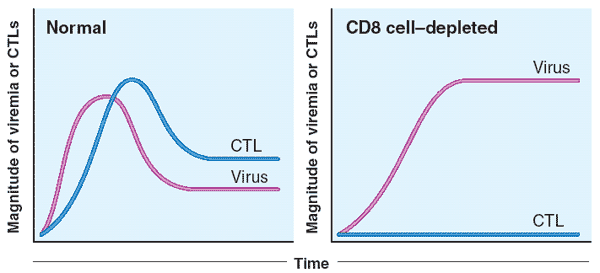 Magnitude of viremia or CTLs
Normal
CTL
Virus
Magnitude of viremia or CTLs
CD8 cell–depleted
Virus
CTL
Time